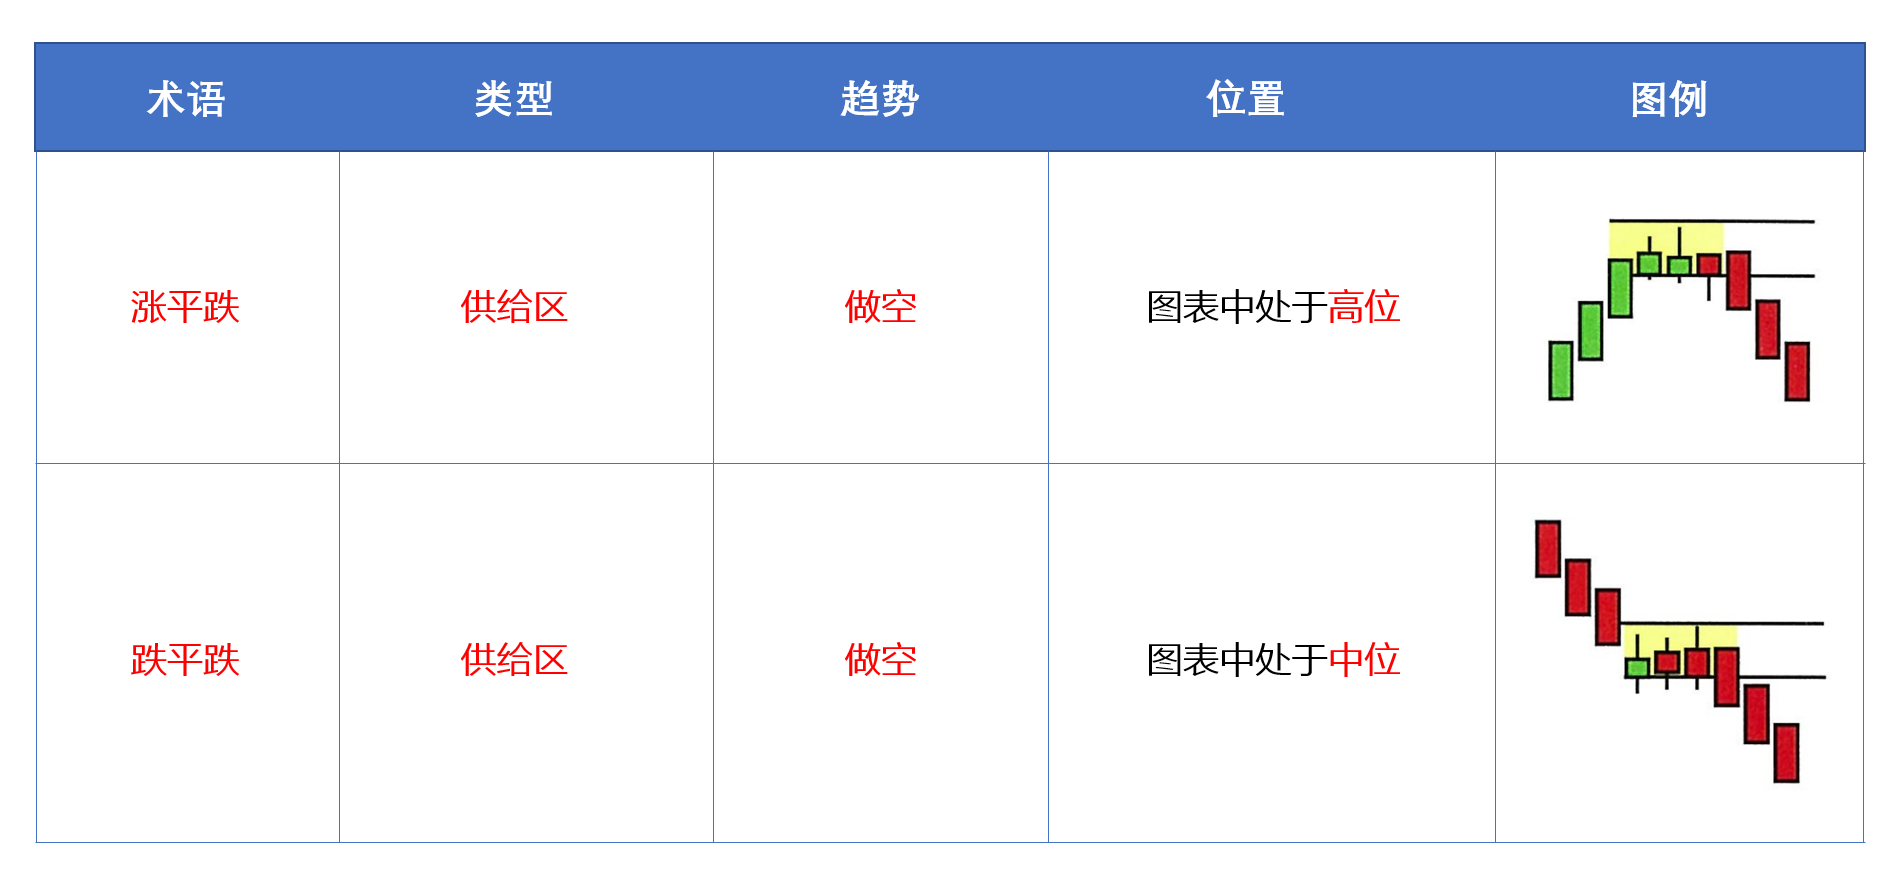 术语 类型 趋势 位置 图例
涨平跌 供给区 做空 图表中处于高位
跌平跌 供给区 做空 图表中处于中位